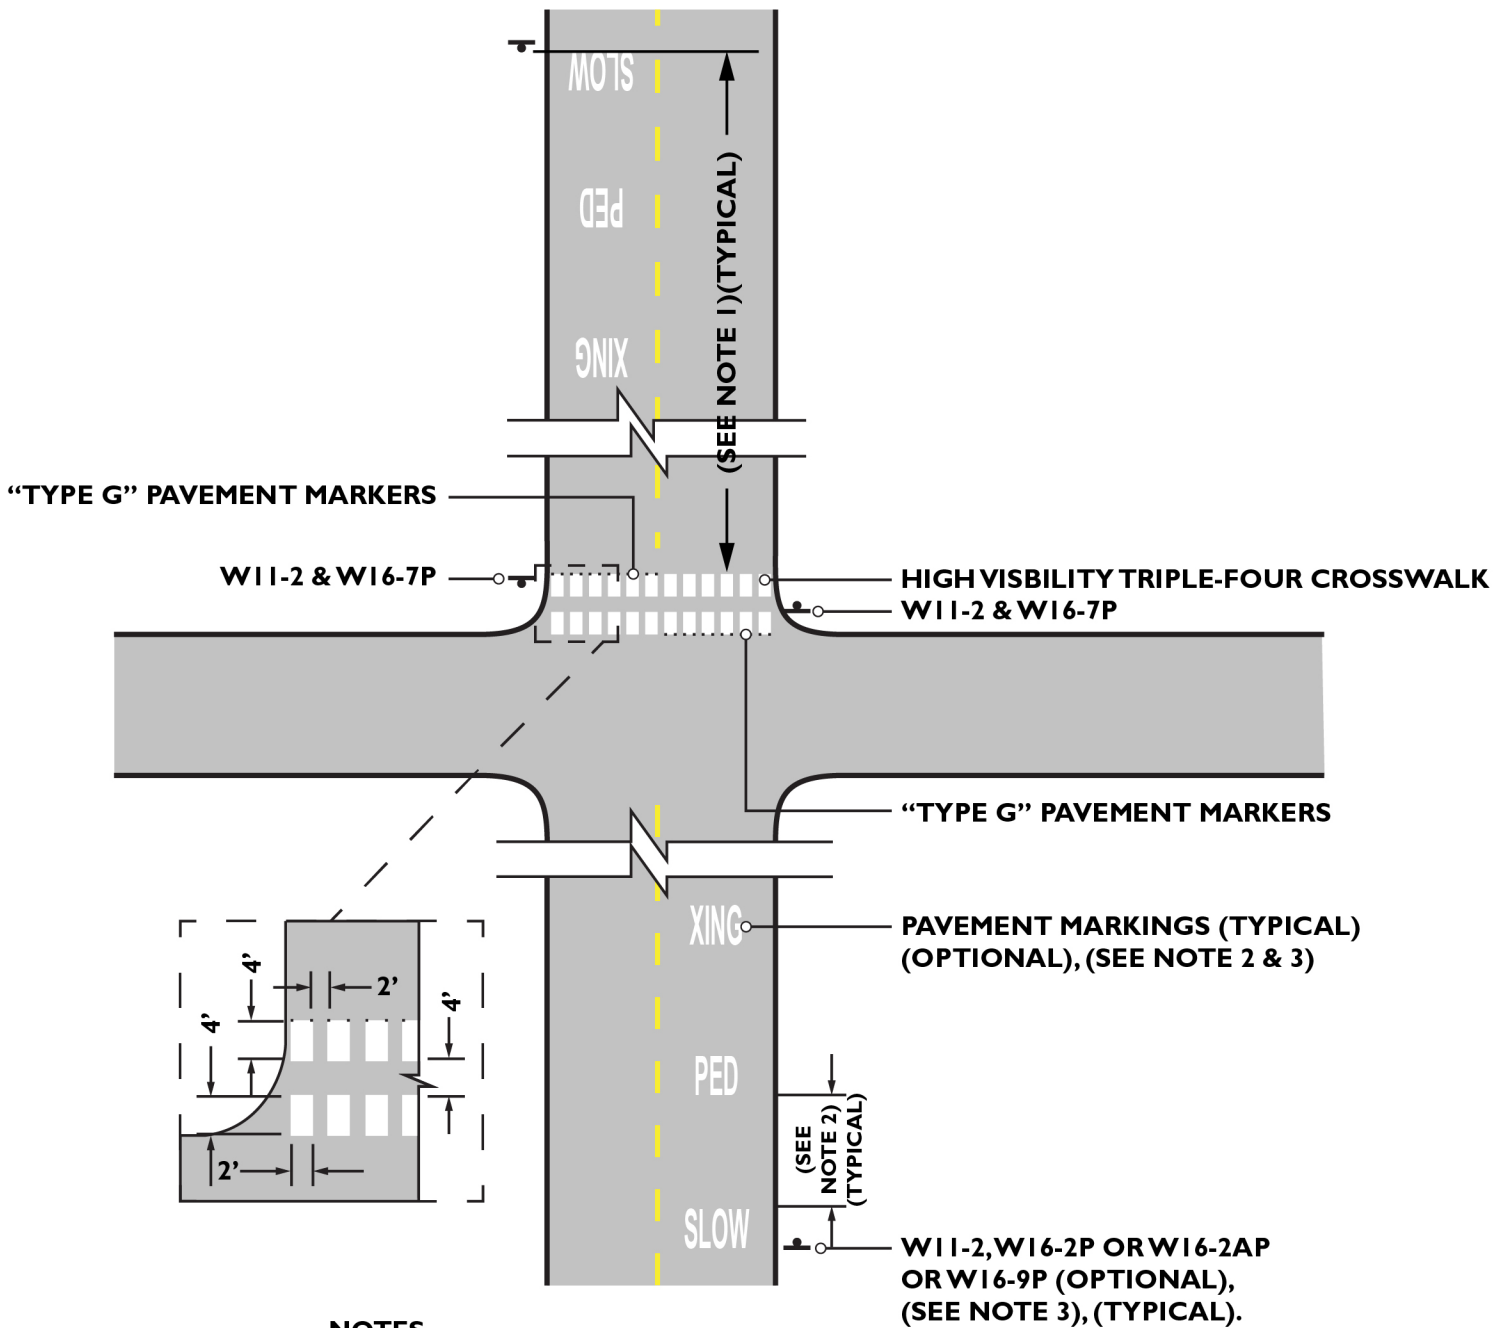 SLOW
PED
XING
(SEE NOTE 1)(TYPICAL)
“TYPE G” PAVEMENT MARKERS
W11-2 & W16-7P
HIGH VISBILITY TRIPLE-FOUR CROSSWALK
W11-2 & W16-7P
“TYPE G” PAVEMENT MARKERS
XING
PAVEMENT MARKINGS (TYPICAL)
(OPTIONAL), (SEE NOTE 2 & 3)
4’
2’
4’
4’
2’
PED
(SEE
NOTE 2)
(TYPICAL)
SLOW
W11-2, W16-2P OR W16-2AP
OR W16-9P (OPTIONAL),
(SEE NOTE 3), (TYPICAL).
NOTES